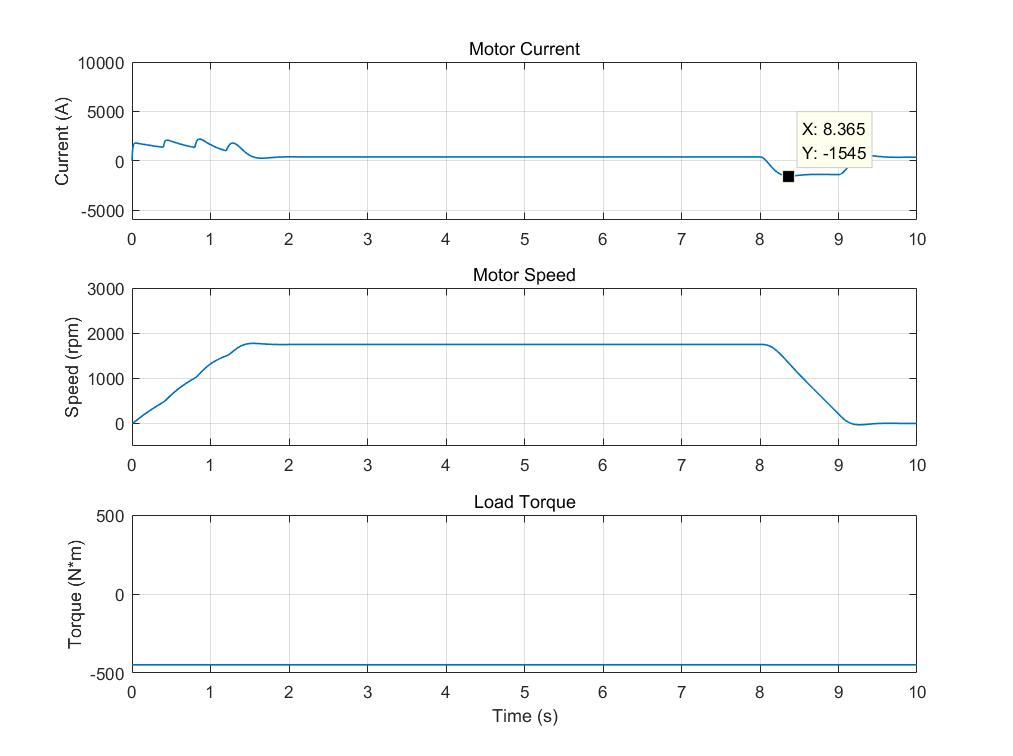 Motor Current
10000
5000
0
-5000
Current (A)
X: 8.365
Y: -1545
0 1 2 3 4 5 6 7 8 9 10
Motor Speed
3000
2000
1000
0
Speed (rpm)
0 1 2 3 4 5 6 7 8 9 10
Load Torque
500
0
-500
Torque (N*m)
0 1 2 3 4 5 6 7 8 9 10
Time (s)